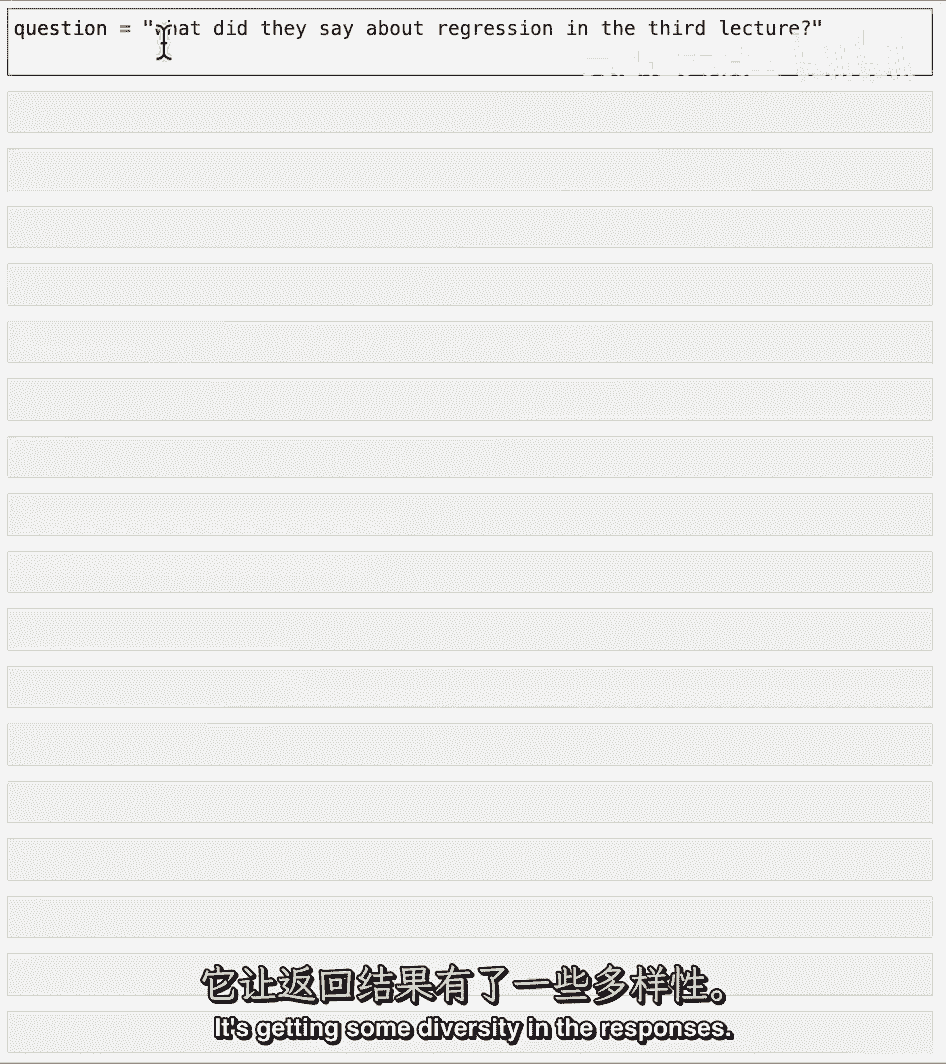 question = "what did they say about regression in the third lecture?"
它让返回结果有了一些多样性。
It's getting some diversity in the responses.